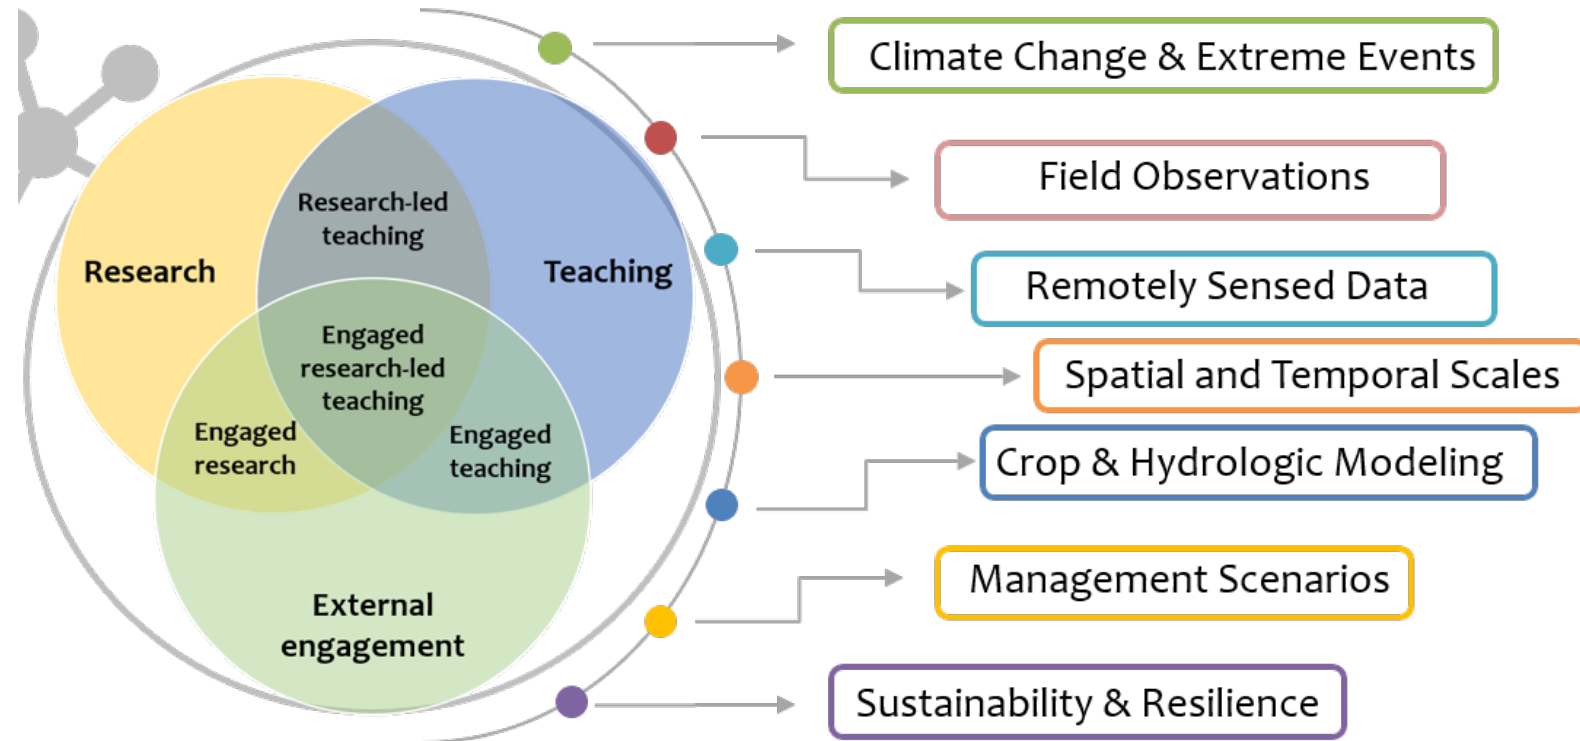 Research
Teaching
Research-led
teaching
Engaged
research-led
teaching
Engaged
research
Engaged
teaching
External
engagement
Climate Change & Extreme Events
Field Observations
Remotely Sensed Data
Spatial and Temporal Scales
Crop & Hydrologic Modeling
Management Scenarios
Sustainability & Resilience